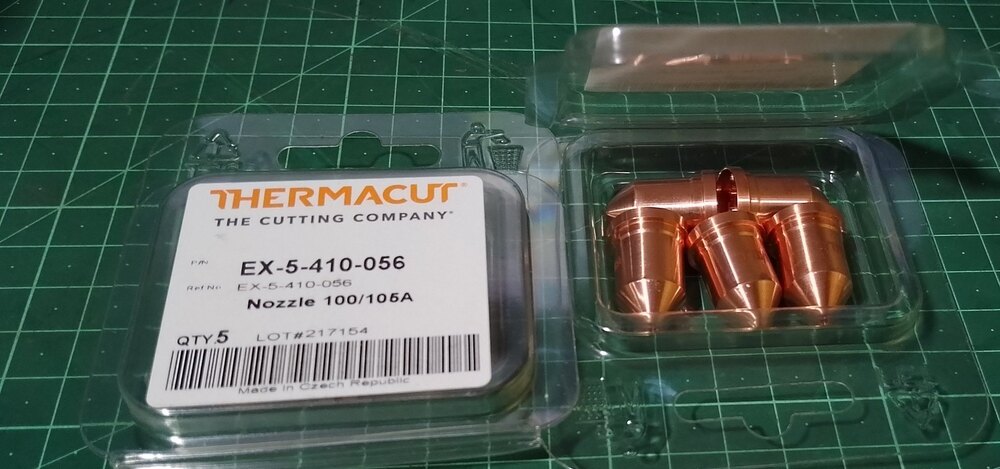 THERMACUT®
THE CUTTING COMPANY™
P/N EX-5-410-056
Ref No EX-5-410-056
Nozzle 100/105A
QTY.5 LOT#217154
Made In Czech Republic